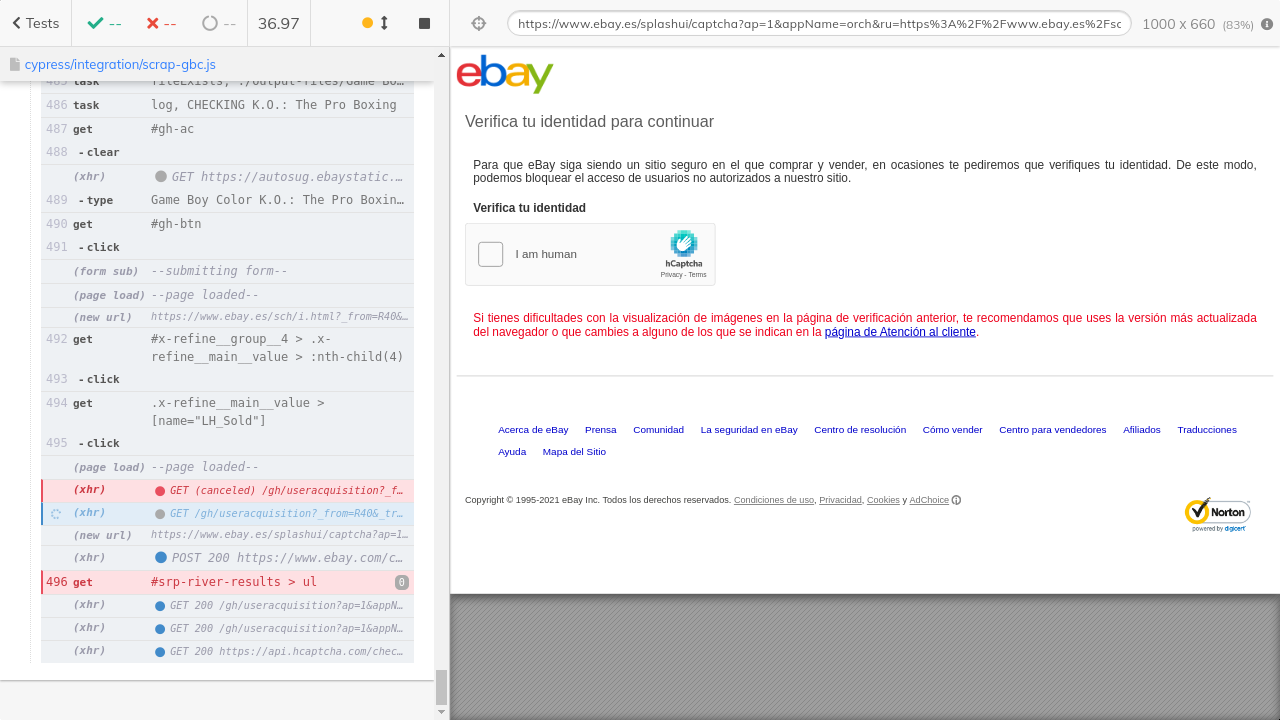 Tests
--
--
--
36.97
https://www.ebay.es/splashui/captcha?ap=1&appName=orch&ru=https%3A%2F%2Fwww.ebay.es%2Fsc
1000 x 660 (83%)
cypress/integration/scrap-gbc.js
485 task fileExists, ./output-files/Game Bo…
486 task log, CHECKING K.O.: The Pro Boxing
487 get #gh-ac
488 - clear
(xhr) GET https://autosug.ebaystatic.…
489 - type Game Boy Color K.O.: The Pro Boxin…
490 get #gh-btn
491 - click
(form sub) --submitting form--
(page load) --page loaded--
(new url) https://www.ebay.es/sch/i.html?_from=R40&…
492 get #x-refine__group__4 > .x-
refine__main__value > :nth-child(4)
493 - click
494 get .x-refine__main__value >
[name="LH_Sold"]
495 - click
(page load) --page loaded--
(xhr) GET (canceled) /gh/useracquisition?_f…
(xhr) GET /gh/useracquisition?_from=R40&_tr…
(new url) https://www.ebay.es/splashui/captcha?ap=1…
(xhr) POST 200 https://www.ebay.com/c…
496 get #srp-river-results > ul 0
(xhr) GET 200 /gh/useracquisition?ap=1&appN…
(xhr) GET 200 /gh/useracquisition?ap=1&appN…
(xhr) GET 200 https://api.hcaptcha.com/chec…
ebay
Verifica tu identidad para continuar
Para que eBay siga siendo un sitio seguro en el que comprar y vender, en ocasiones te pediremos que verifiques tu identidad. De este modo,
podemos bloquear el acceso de usuarios no autorizados a nuestro sitio.
Verifica tu identidad
I am human
hCaptcha
Privacy - Terms
Si tienes dificultades con la visualización de imágenes en la página de verificación anterior, te recomendamos que uses la versión más actualizada
del navegador o que cambies a alguno de los que se indican en la página de Atención al cliente.
Acerca de eBay Prensa Comunidad La seguridad en eBay Centro de resolución Cómo vender Centro para vendedores Afiliados Traducciones
Ayuda Mapa del Sitio
Copyright © 1995-2021 eBay Inc. Todos los derechos reservados. Condiciones de uso, Privacidad, Cookies y AdChoice
Norton
powered by digicert